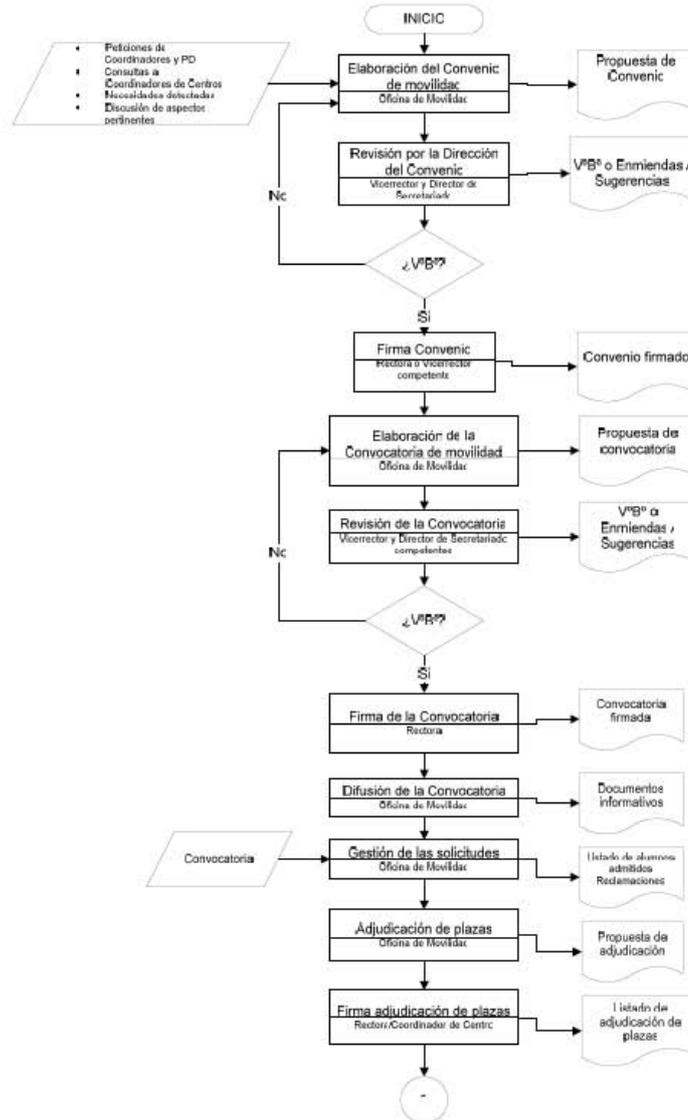 INICIO
Peticiones de
Coordinadores y PD
Consultas a
Coordinadores de Centros
Necesidades detectadas
Discusión de aspectos
pertinentes
Elaboración del Convenio
de movilidad
Oficina de Movilidad
Propuesta de
Convenio
Revisión por la Dirección
del Convenio
Vicerrector y Director de
Secretariado
VºBº o Enmiendas /
Sugerencias
No
¿VºBº?
Si
Firma Convenio
Rectora o Vicerrector
competente
Convenio firmado
Elaboración de la
Convocatoria de movilidad
Oficina de Movilidad
Propuesta de
convocatoria
Revisión de la Convocatoria
Vicerrector y Director de Secretariado
competentes
VºBº o
Enmiendas /
Sugerencias
No
¿VºBº?
Si
Firma de la Convocatoria
Rectora
Convocatoria
firmada
Difusión de la Convocatoria
Oficina de Movilidad
Documentos
informativos
Convocatoria
Gestión de las solicitudes
Oficina de Movilidad
Listado de alumnos
admitidos
Reclamaciones
Adjudicación de plazas
Oficina de Movilidad
Propuesta de
adjudicación
Firma adjudicación de plazas
Rectora/Coordinador de Centro
Listado de
adjudicación de
plazas